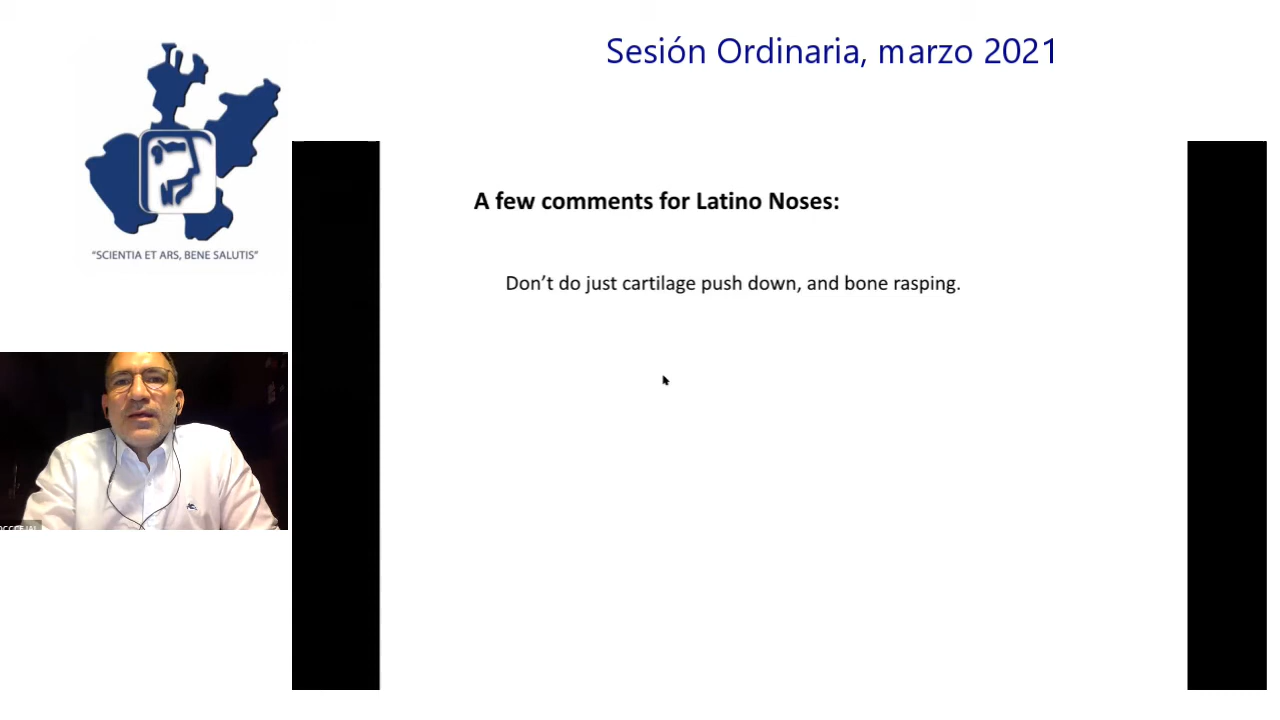 Sesión Ordinaria, marzo 2021
A few comments for Latino Noses:
Don’t do just cartilage push down, and bone rasping.
“SCIENTIA ET ARS, BENE SALUTIS”